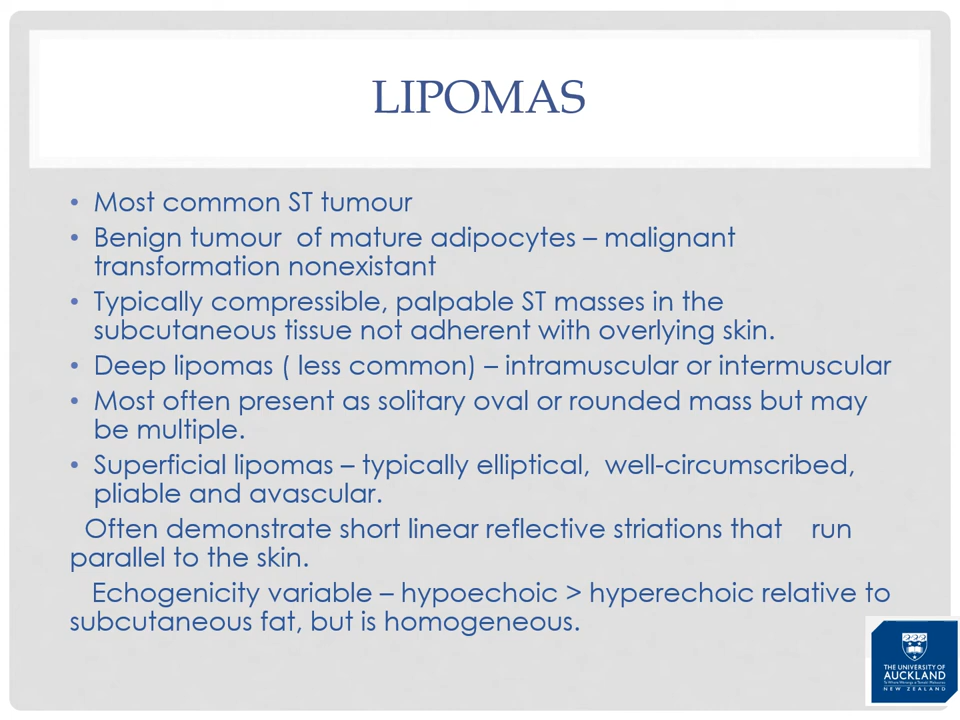 LIPOMAS
• Most common ST tumour
• Benign tumour  of mature adipocytes – malignant
transformation nonexistant
• Typically compressible, palpable ST masses in the
subcutaneous tissue not adherent with overlying skin.
• Deep lipomas ( less common) – intramuscular or intermuscular
• Most often present as solitary oval or rounded mass but may
be multiple.
• Superficial lipomas – typically elliptical,  well-circumscribed,
pliable and avascular.
Often demonstrate short linear reflective striations that    run
parallel to the skin.
Echogenicity variable – hypoechoic > hyperechoic relative to
subcutaneous fat, but is homogeneous.
THE UNIVERSITY OF
AUCKLAND
NEW ZEALAND